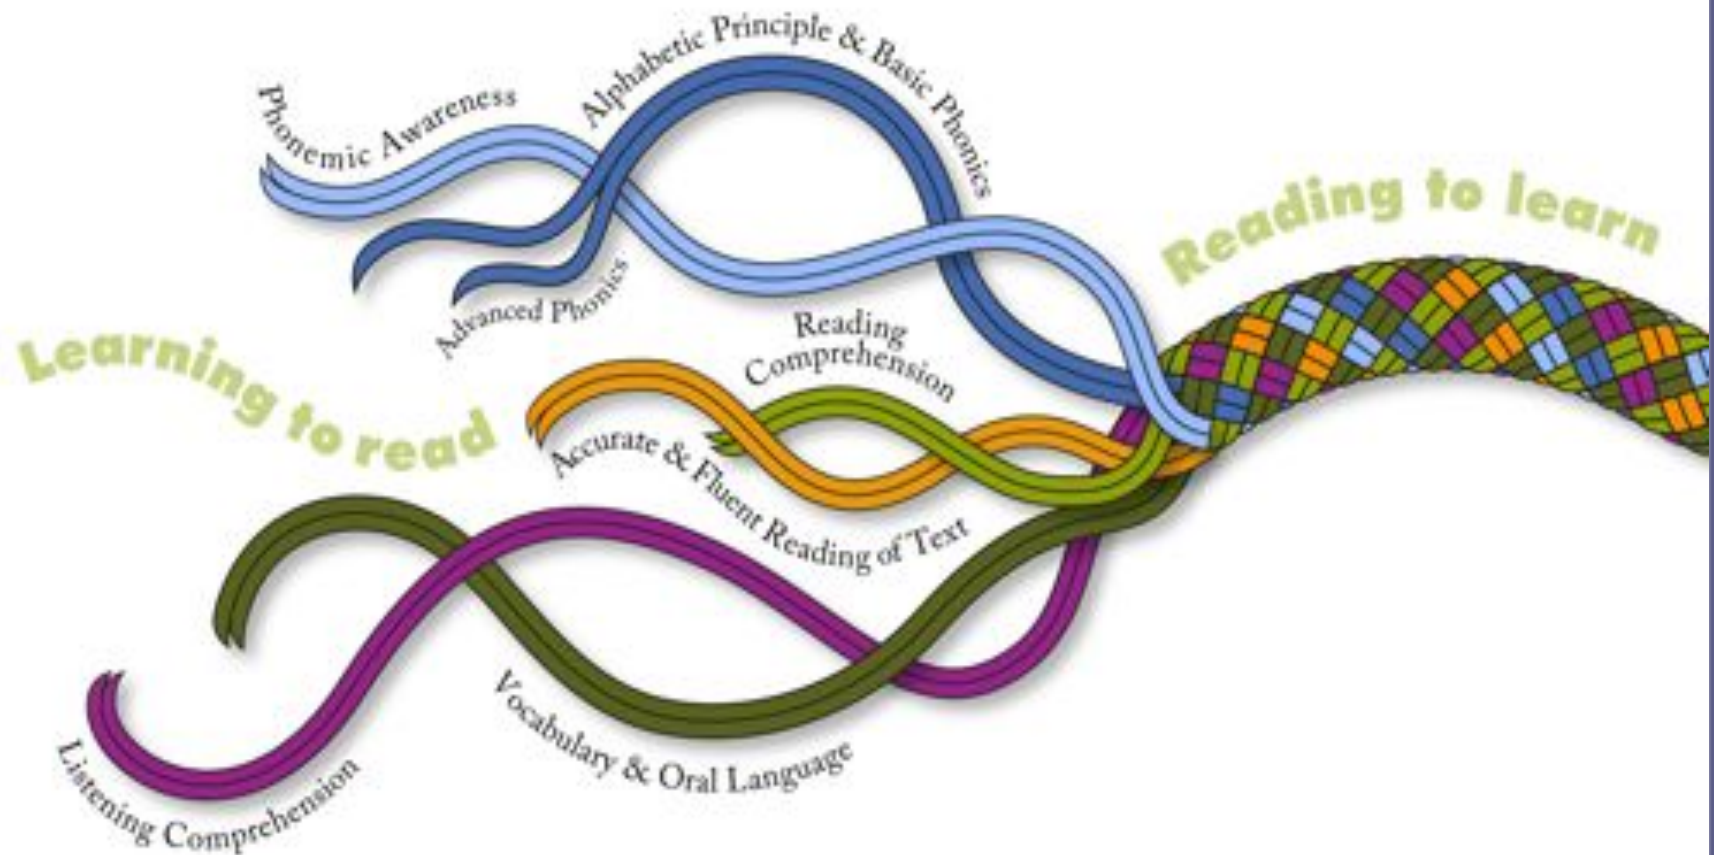 Phonemic Awareness
Alphabetic Principle & Basic Phonics
Advanced Phonics
Reading to learn
Learning to read
Reading
Comprehension
Accurate & Fluent Reading of Text
Vocabulary & Oral Language
Listening Comprehension